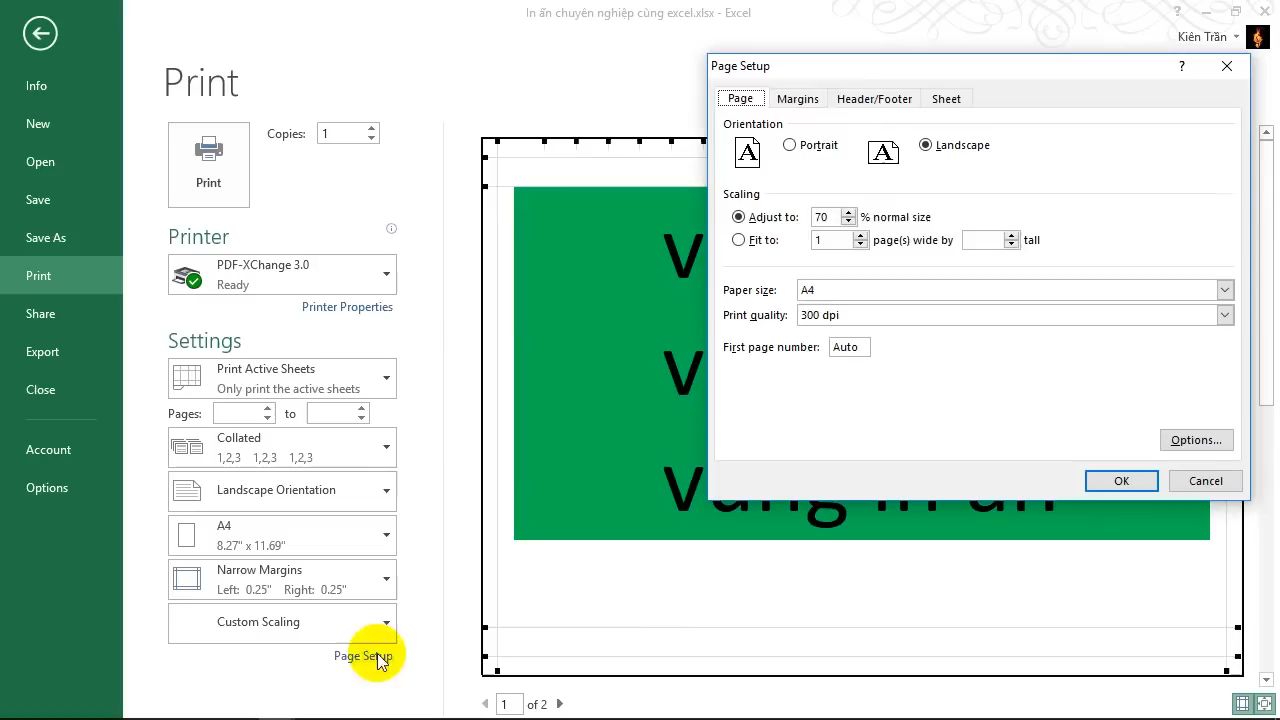 In ấn chuyên nghiệp cùng excel.xlsx - Excel
?
Kiên Trần
Info
New
Open
Save
Save As
Print
Share
Export
Close
Account
Options
Print
Print
Copies: 1
Printer
PDF-XChange 3.0
Ready
Printer Properties
Settings
Print Active Sheets
Only print the active sheets
Pages: to
Collated
1,2,3 1,2,3 1,2,3
Landscape Orientation
A4
8.27" x 11.69"
Narrow Margins
Left: 0.25" Right: 0.25"
Custom Scaling
Page Setup
1 of 2
Page Setup
?
Page Margins Header/Footer Sheet
Orientation
A Portrait A Landscape
Scaling
Adjust to: 70 % normal size
Fit to: 1 page(s) wide by tall
Paper size: A4
Print quality: 300 dpi
First page number: Auto
Options...
OK Cancel